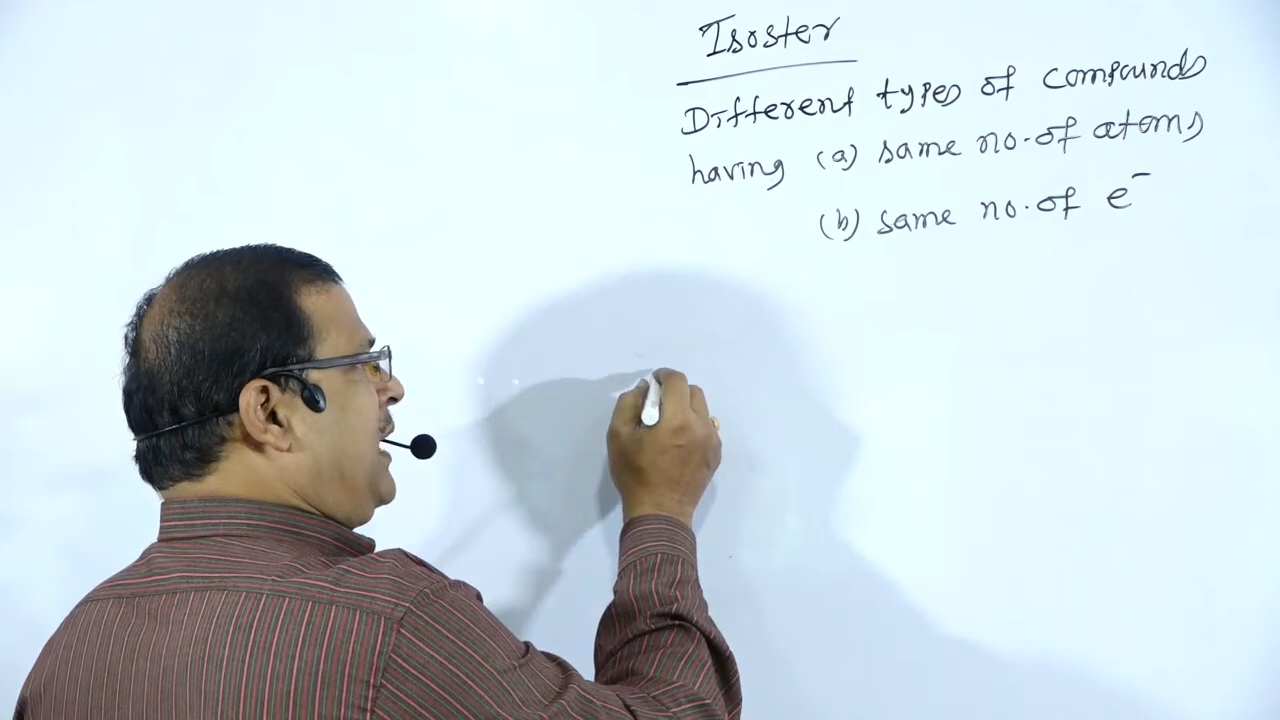 Isoster
Different types of compounds
having (a) same no. of atoms
(b) same no. of e⁻